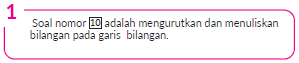 1
Soal nomor 10 adalah mengurutkan dan menuliskan
bilangan pada garis bilangan.